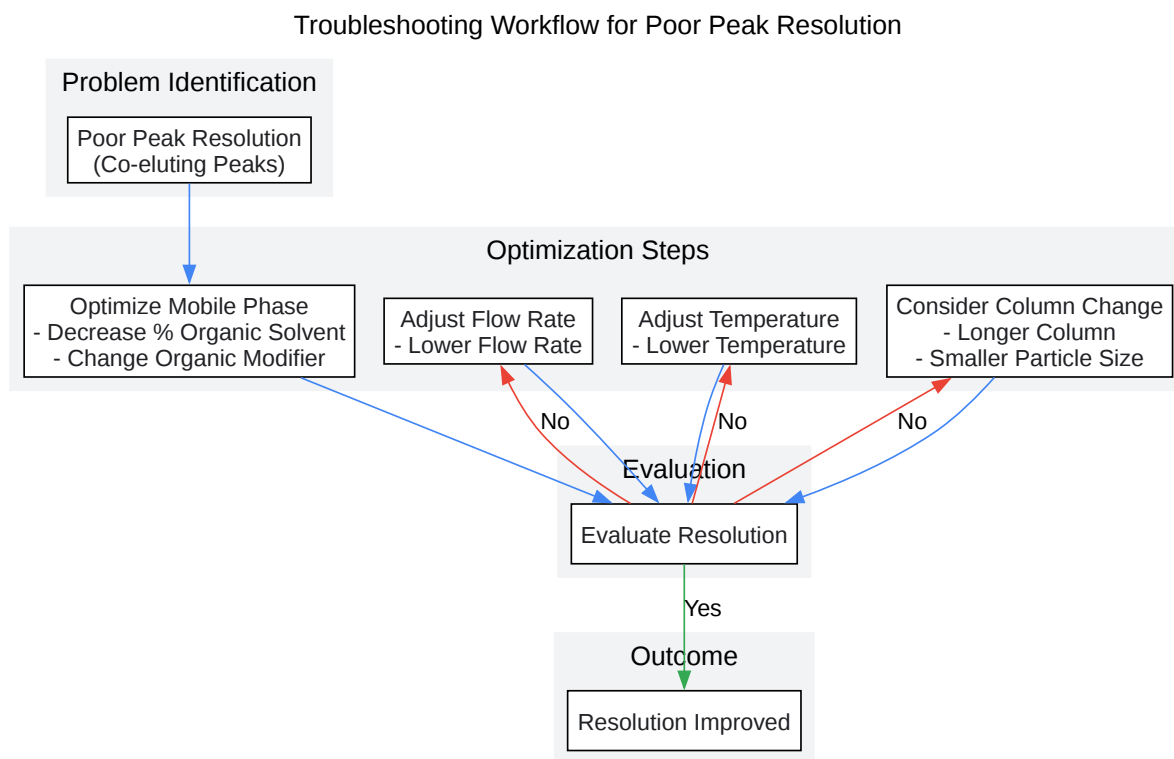 Troubleshooting Workflow for Poor Peak Resolution
Problem Identification
Poor Peak Resolution
(Co-eluting Peaks)
Optimization Steps
Optimize Mobile Phase
- Decrease % Organic Solvent
- Change Organic Modifier
Adjust Flow Rate
- Lower Flow Rate
Adjust Temperature
- Lower Temperature
Consider Column Change
- Longer Column
- Smaller Particle Size
No
No
No
Evaluation
Evaluate Resolution
Yes
Outcome
Resolution Improved